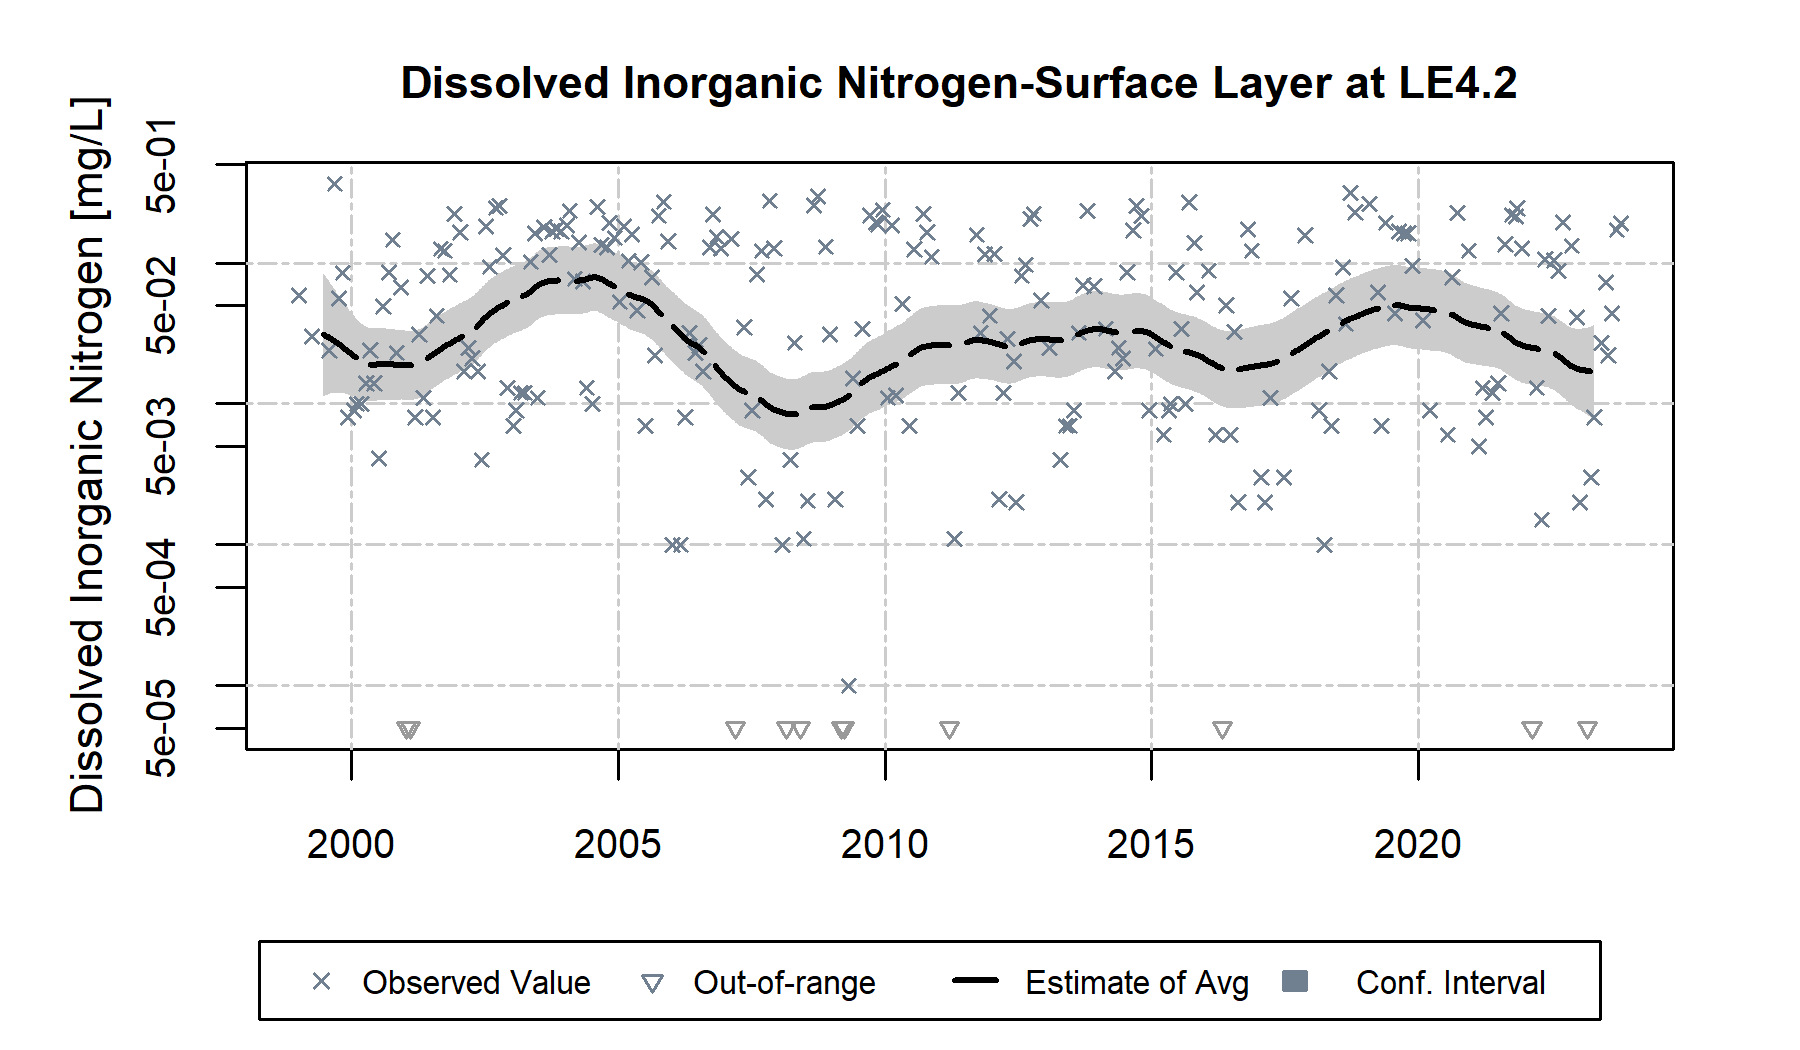 Dissolved Inorganic Nitrogen-Surface Layer at LE4.2
Dissolved Inorganic Nitrogen [mg/L]
5e-01
5e-02
5e-03
5e-04
5e-05
2000
2005
2010
2015
2020
Observed Value
Out-of-range
Estimate of Avg
Conf. Interval